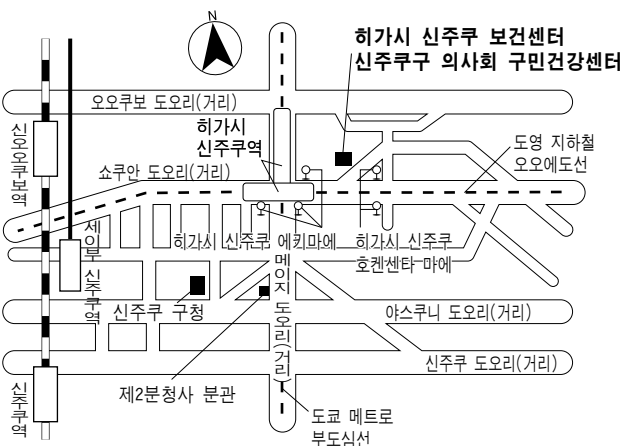 N
히가시 신주쿠 보건센터
신주쿠구 의사회 구민건강센터
오오쿠보 도오리(거리)
히가시
신주쿠역
도영 지하철
오오에도선
신오오쿠보역
쇼쿠안 도오리(거리)
세이부 신주쿠역
히가시 신주쿠 에키마에
히가시 신주쿠
호켄센타 마에
메이지 도오리(거리)
신주쿠 구청
야스쿠니 도오리(거리)
신주쿠 도오리(거리)
제2분청사 분관
신주쿠역
도쿄 메트로
부도심선